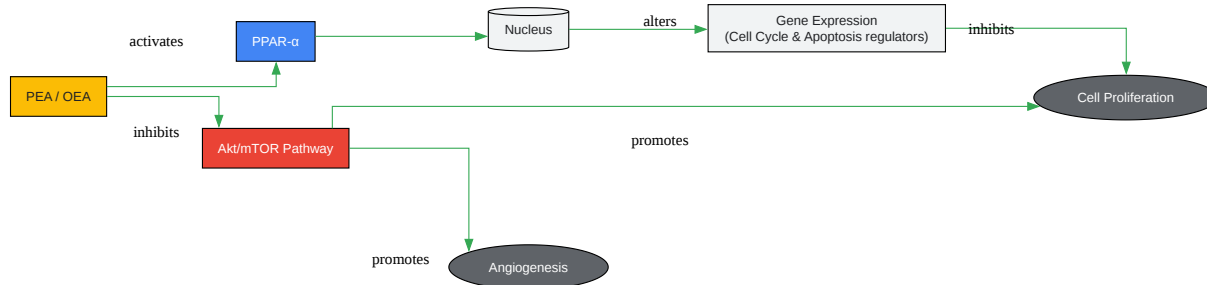 activates
PPAR-α
Nucleus
alters
Gene Expression
(Cell Cycle & Apoptosis regulators)
inhibits
PEA / OEA
Cell Proliferation
inhibits
Akt/mTOR Pathway
promotes
promotes
Angiogenesis